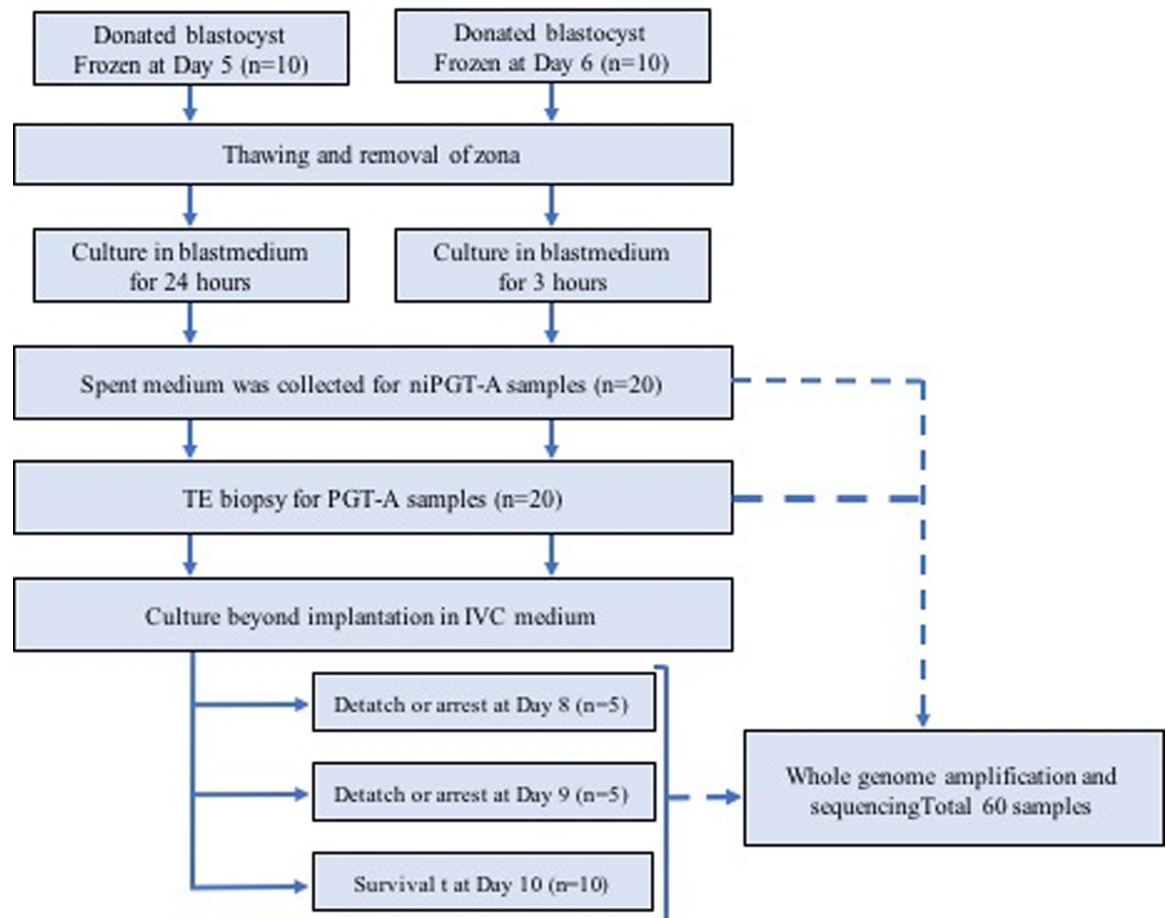 Donated blastocyst
Frozen at Day 5 (n=10)
Donated blastocyst
Frozen at Day 6 (n=10)
Thawing and removal of zona
Culture in blastmedium
for 24 hours
Culture in blastmedium
for 3 hours
Spent medium was collected for niPGT-A samples (n=20)
TE biopsy for PGT-A samples (n=20)
Culture beyond implantation in IVC medium
Detatch or arrest at Day 8 (n=5)
Detatch or arrest at Day 9 (n=5)
Survival t at Day 10 (n=10)
Whole genome amplification and
sequencingTotal 60 samples